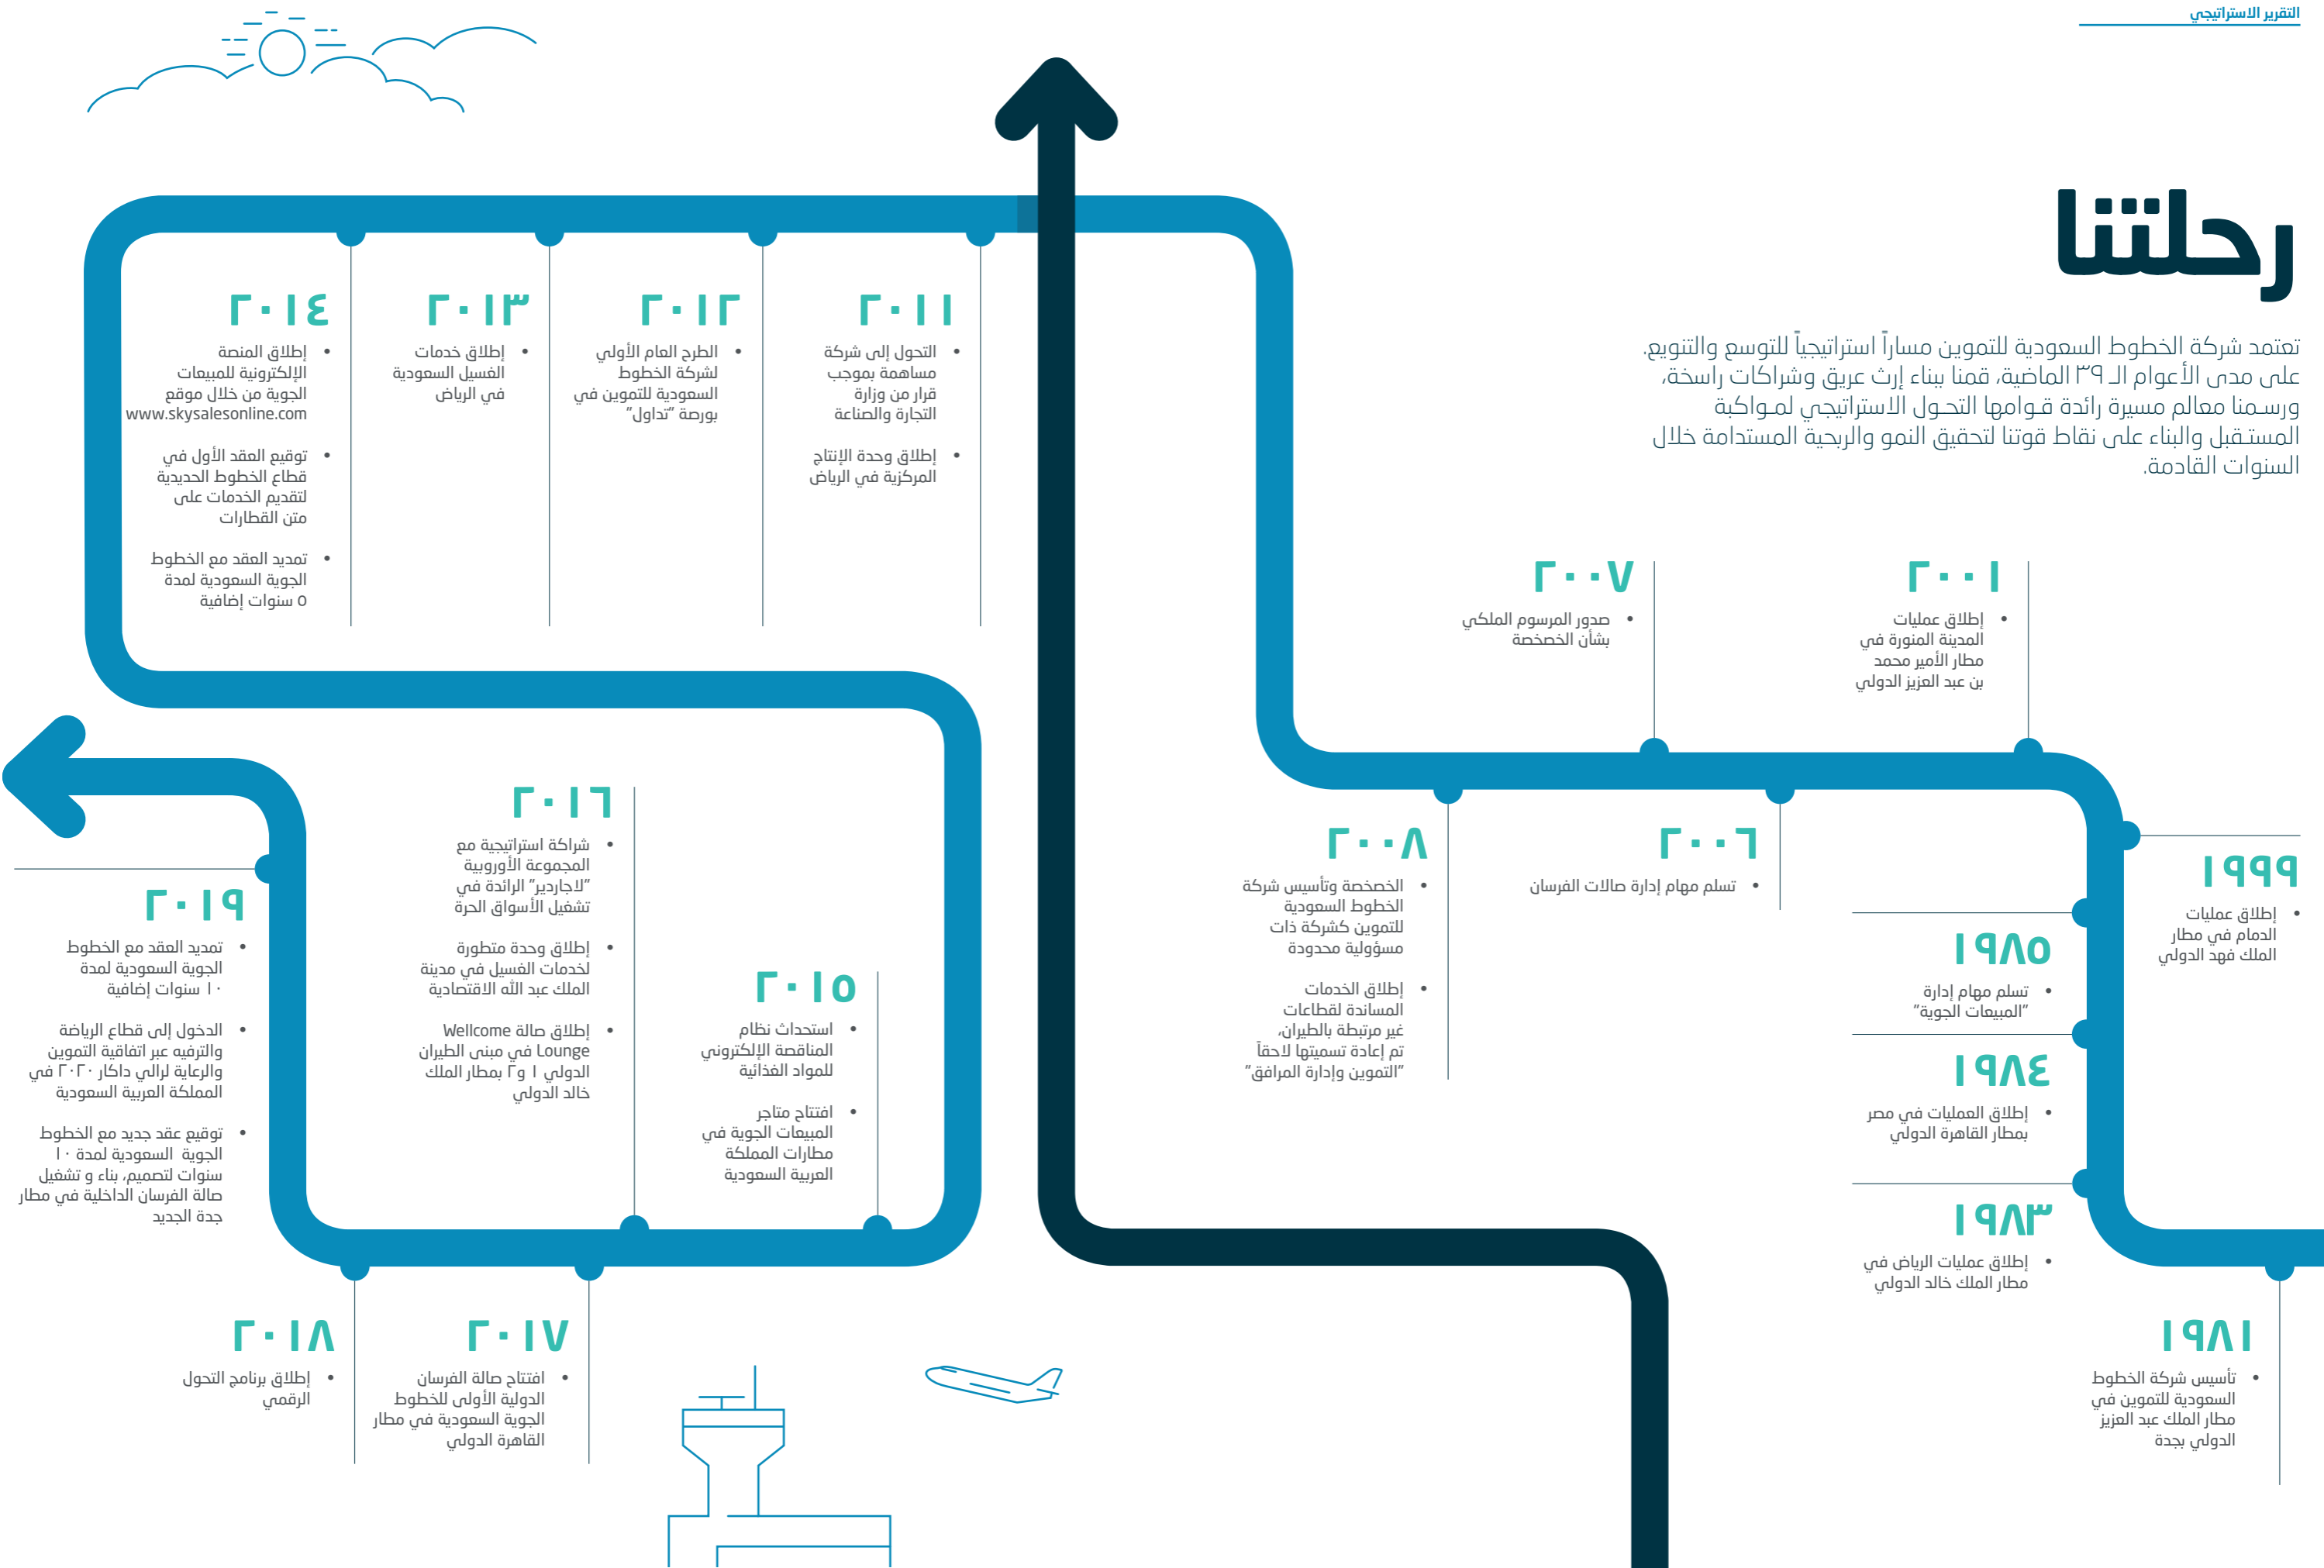 التقرير الاستراتيجي
رحلتنا
تعتمد شركة الخطوط السعودية للتموين مساراً استراتيجياً للتوسع والتنويع.
على مدى الأعوام الـ ٣٩ الماضية، قمنا ببناء إرث عريق وشراكات راسخة،
ورسـمنا معالم مسيرة رائدة قـوامها التحـول الاستراتيجي لمـواكبة
المستـقبل والبناء على نقاط قوتنا لتحقيق النمو والربحية المستدامة خلال
السنوات القادمة.
١٩٨١
• تأسيس شركة الخطوط
السعودية للتموين في
مطار الملك عبد العزيز
الدولي بجدة
١٩٨٣
• إطلاق عمليات الرياض في
مطار الملك خالد الدولي
١٩٨٤
• إطلاق العمليات في مصر
بمطار القاهرة الدولي
١٩٨٥
• تسلم مهام إدارة
"المبيعات الجوية"
١٩٩٩
• إطلاق عمليات
الدمام في مطار
الملك فهد الدولي
٢٠٠١
• إطلاق عمليات
المدينة المنورة في
مطار الأمير محمد
بن عبد العزيز الدولي
٢٠٠٦
• تسلم مهام إدارة صالات الفرسان
٢٠٠٧
• صدور المرسوم الملكي
بشأن الخصخصة
٢٠٠٨
• الخصخصة وتأسيس شركة
الخطوط السعودية
للتموين كشركة ذات
مسؤولية محدودة
• إطلاق الخدمات
المساندة لقطاعات
غير مرتبطة بالطيران،
تم إعادة تسميتها لاحقاً
"التموين وإدارة المرافق"
٢٠١١
• التحول إلى شركة
مساهمة بموجب
قرار من وزارة
التجارة والصناعة
• إطلاق وحدة الإنتاج
المركزية في الرياض
٢٠١٢
• الطرح العام الأولي
لشركة الخطوط
السعودية للتموين في
بورصة "تداول"
٢٠١٣
• إطلاق خدمات
الغسيل السعودية
في الرياض
٢٠١٤
• إطلاق المنصة
الإلكترونية للمبيعات
الجوية من خلال موقع
www.skysalesonline.com
• توقيع العقد الأول في
قطاع الخطوط الحديدية
لتقديم الخدمات على
متن القطارات
• تمديد العقد مع الخطوط
الجوية السعودية لمدة
٥ سنوات إضافية
٢٠١٥
• استحداث نظام
المناقصة الإلكتروني
للمواد الغذائية
• افتتاح متاجر
المبيعات الجوية في
مطارات المملكة
العربية السعودية
٢٠١٦
• شراكة استراتيجية مع
المجموعة الأوروبية
"لاجاردير" الرائدة في
تشغيل الأسواق الحرة
• إطلاق وحدة متطورة
لخدمات الغسيل في مدينة
الملك عبد الله الاقتصادية
• إطلاق صالة Wellcome
Lounge في مبنى الطيران
الدولي ١ و٢ بمطار الملك
خالد الدولي
٢٠١٧
• افتتاح صالة الفرسان
الدولية الأولى للخطوط
الجوية السعودية في مطار
القاهرة الدولي
٢٠١٨
• إطلاق برنامج التحول
الرقمي
٢٠١٩
• تمديد العقد مع الخطوط
الجوية السعودية لمدة
١٠ سنوات إضافية
• الدخول إلى قطاع الرياضة
والترفيه عبر اتفاقية التموين
والرعاية لرالي داكار ٢٠٢٠ في
المملكة العربية السعودية
• توقيع عقد جديد مع الخطوط
الجوية السعودية لمدة ١٠
سنوات لتصميم، بناء و تشغيل
صالة الفرسان الداخلية في مطار
جدة الجديد